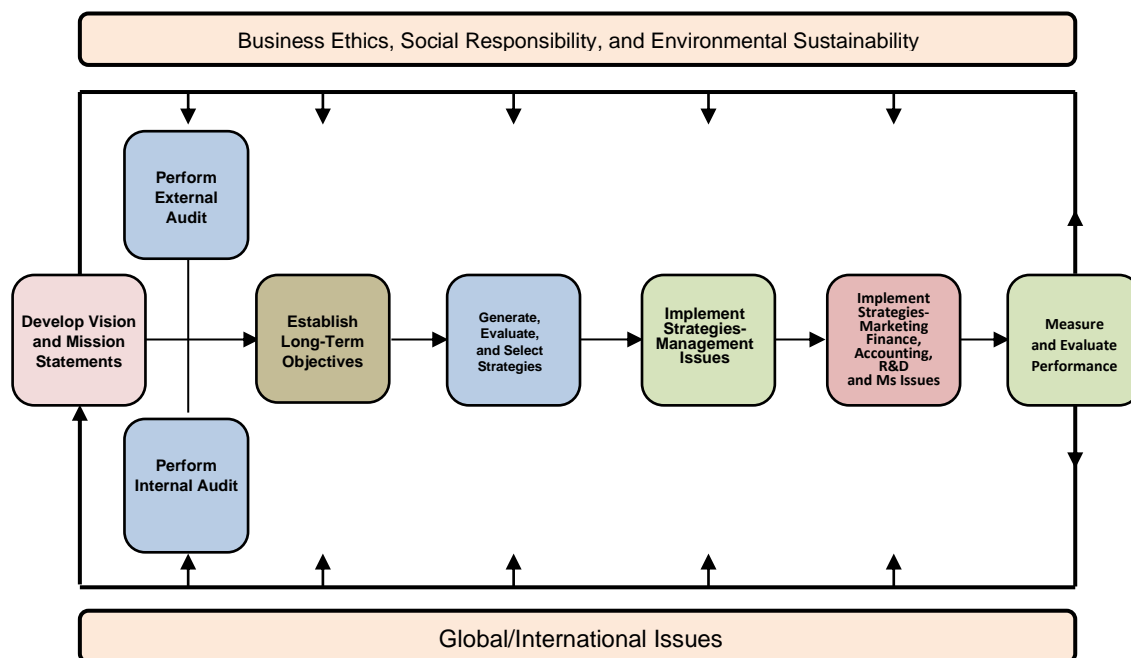 Business Ethics, Social Responsibility, and Environmental Sustainability
Perform
External
Audit
Develop Vision
and Mission
Statements
Establish
Long-Term
Objectives
Generate,
Evaluate,
and Select
Strategies
Implement
Strategies-
Management
Issues
Implement
Strategies-
Marketing
Finance,
Accounting,
R&D
and Ms Issues
Measure
and Evaluate
Performance
Perform
Internal Audit
Global/International Issues